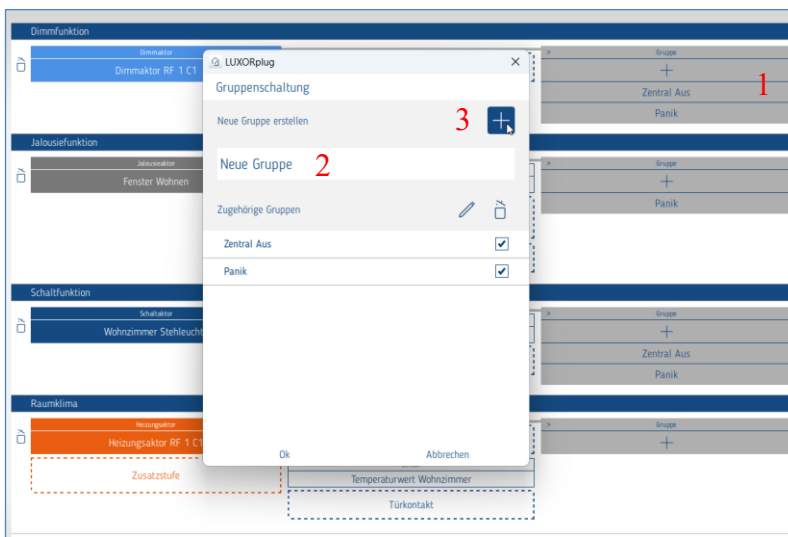 Dimmfunktion
Dimmaktor
Dimmaktor RF 1 C1
> Gruppe
Zentral Aus
Panik
1
Jalousiefunktion
Jalousieaktor
Fenster Wohnen
> Gruppe
Panik
Schaltfunktion
Schaltaktor
Wohnzimmer Stehleucht
> Gruppe
Zentral Aus
Panik
Raumklima
Heizungsaktor
Heizungsaktor RF 1 C1
> Gruppe
Zusatzstufe
Temperaturwert Wohnzimmer
Türkontakt
LUXORplug
Gruppenschaltung
Neue Gruppe erstellen 3
Neue Gruppe 2
Zugehörige Gruppen
Zentral Aus
Panik
Ok Abbrechen